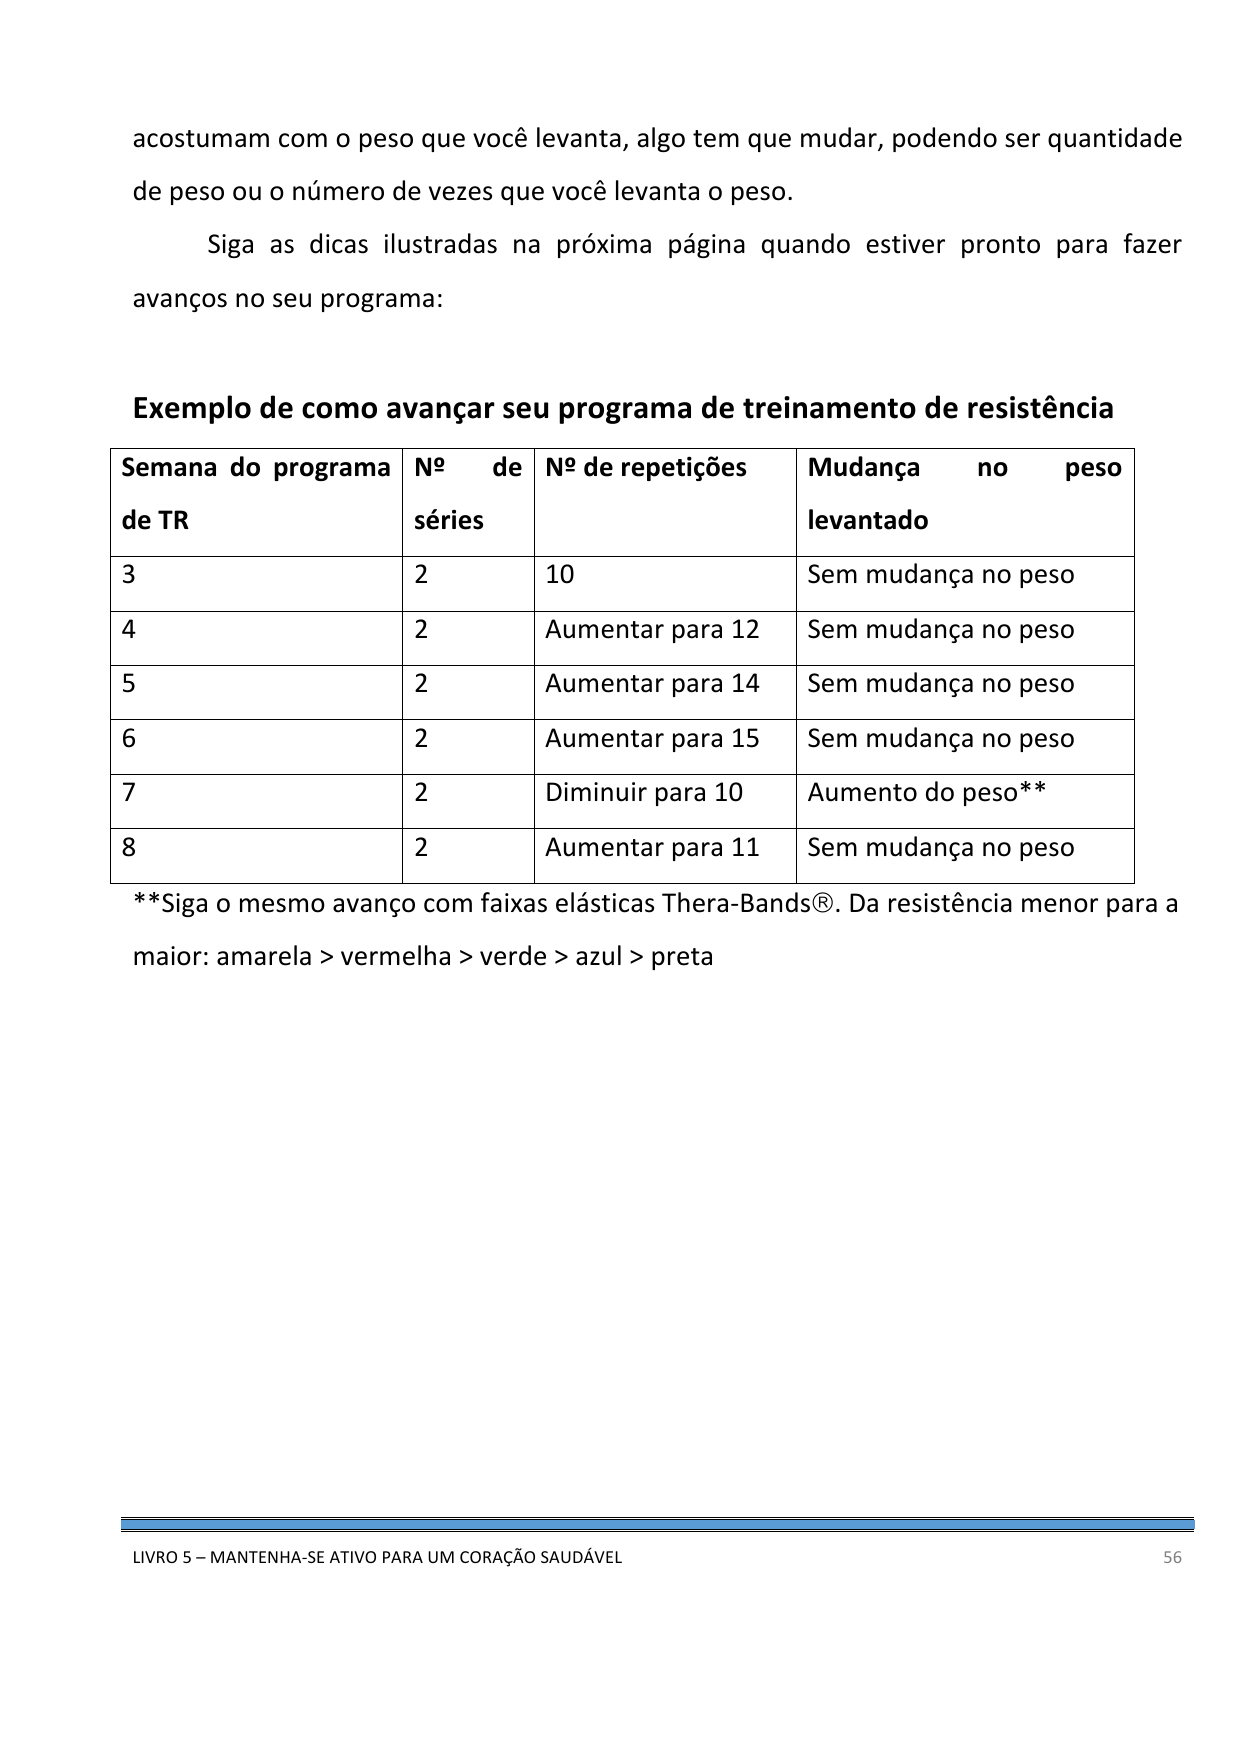 acostumam com o peso que você levanta, algo tem que mudar, podendo ser quantidade
de peso ou o número de vezes que você levanta o peso.
Siga as dicas ilustradas na próxima página quando estiver pronto para fazer
avanços no seu programa:
Exemplo de como avançar seu programa de treinamento de resistência
Semana do programa de TR | Nº de séries | Nº de repetições | Mudança no peso levantado
3 | 2 | 10 | Sem mudança no peso
4 | 2 | Aumentar para 12 | Sem mudança no peso
5 | 2 | Aumentar para 14 | Sem mudança no peso
6 | 2 | Aumentar para 15 | Sem mudança no peso
7 | 2 | Diminuir para 10 | Aumento do peso**
8 | 2 | Aumentar para 11 | Sem mudança no peso
**Siga o mesmo avanço com faixas elásticas Thera-Bands®. Da resistência menor para a
maior: amarela > vermelha > verde > azul > preta
LIVRO 5 – MANTENHA-SE ATIVO PARA UM CORAÇÃO SAUDÁVEL 56